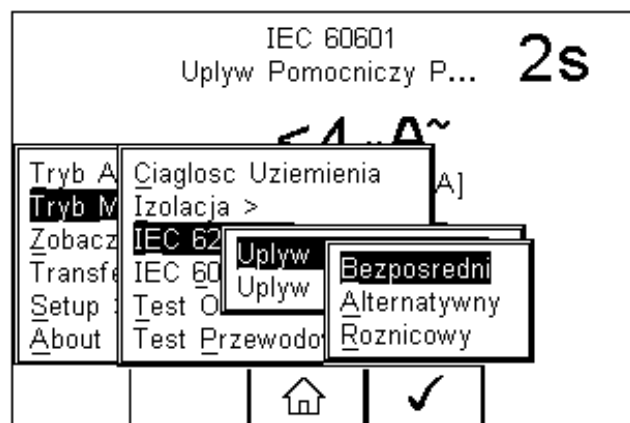 IEC 60601
Uplyw Pomocniczy P...
2s
A~
A]
Tryb A
Tryb M
Zobacz
Transfe
Setup
About
Ciaglosc Uziemienia
Izolacja >
IEC 62
IEC 60
Test O
Test Przewodo
Uplyw
Uplyw
Bezposredni
Alternatywny
Roznicowy